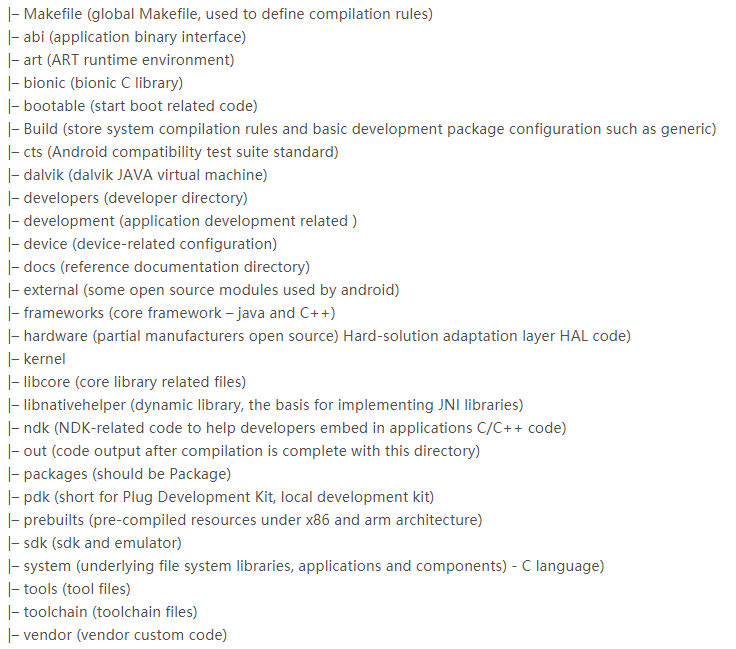 |– Makefile (global Makefile, used to define compilation rules)
|– abi (application binary interface)
|– art (ART runtime environment)
|– bionic (bionic C library)
|– bootable (start boot related code)
|– Build (store system compilation rules and basic development package configuration such as generic)
|– cts (Android compatibility test suite standard)
|– dalvik (dalvik JAVA virtual machine)
|– developers (developer directory)
|– development (application development related )
|– device (device-related configuration)
|– docs (reference documentation directory)
|– external (some open source modules used by android)
|– frameworks (core framework – java and C++)
|– hardware (partial manufacturers open source) Hard-solution adaptation layer HAL code)
|– kernel
|– libcore (core library related files)
|– libnativehelper (dynamic library, the basis for implementing JNI libraries)
|– ndk (NDK-related code to help developers embed in applications C/C++ code)
|– out (code output after compilation is complete with this directory)
|– packages (should be Package)
|– pdk (short for Plug Development Kit, local development kit)
|– prebuilts (pre-compiled resources under x86 and arm architecture)
|– sdk (sdk and emulator)
|– system (underlying file system libraries, applications and components) - C language)
|– tools (tool files)
|– toolchain (toolchain files)
|– vendor (vendor custom code)